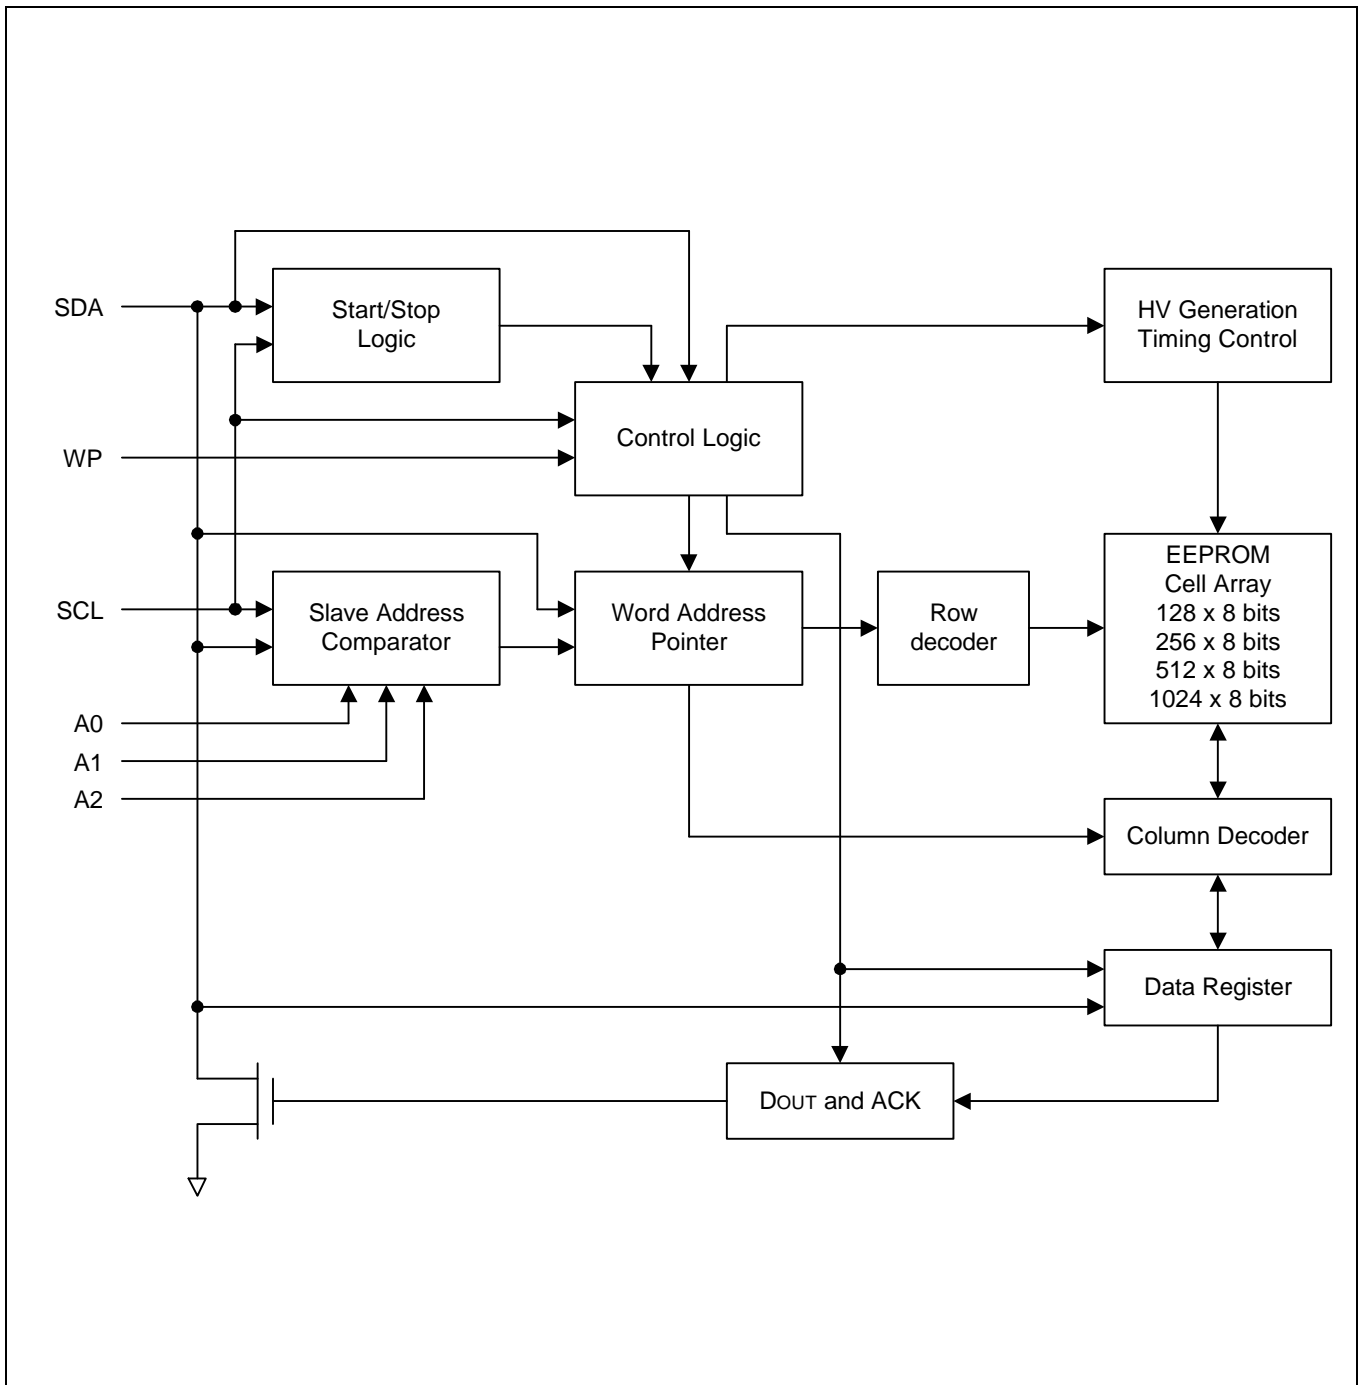 SDA
Start/Stop
Logic
HV Generation
Timing Control
Control Logic
WP
SCL
Slave Address
Comparator
Word Address
Pointer
Row
decoder
EEPROM
Cell Array
128 x 8 bits
256 x 8 bits
512 x 8 bits
1024 x 8 bits
A0
A1
A2
Column Decoder
Data Register
DOUT and ACK